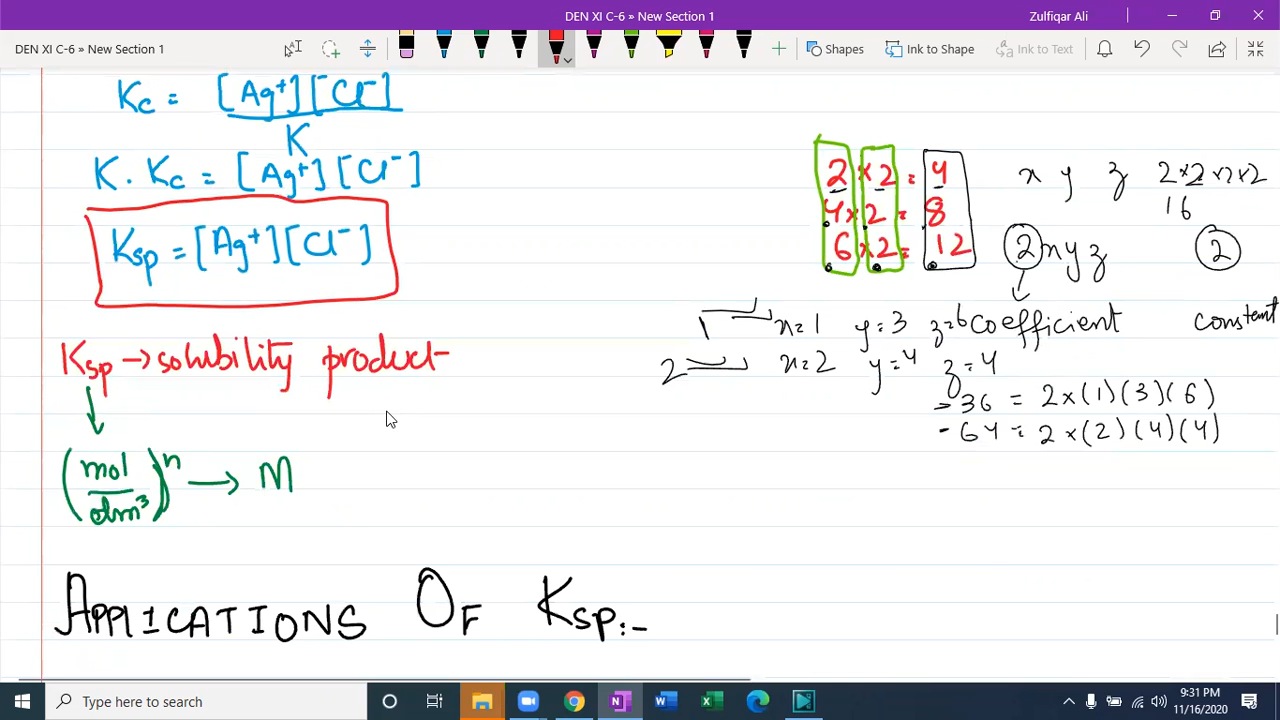 DEN XI C-6 » New Section 1
Zulfiqar Ali
DEN XI C-6 » New Section 1
Shapes
Ink to Shape
Ink to Text
Kc = [Ag+][Cl-]
K
K . Kc = [Ag+][Cl-]
Ksp = [Ag+][Cl-]
Ksp → solubility product
(mol/dm³)ⁿ → M
2 × 2 = 4
4 × 2 = 8
6 × 2 = 12
x y z 2×2×2×2
16
2 x y z 2
coefficient constant
1 x=1 y=3 z=6
2 x=2 y=4 z=4
36 = 2×(1)(3)(6)
64 = 2×(2)(4)(4)
APPLICATIONS OF Ksp:-
Type here to search
9:31 PM
11/16/2020